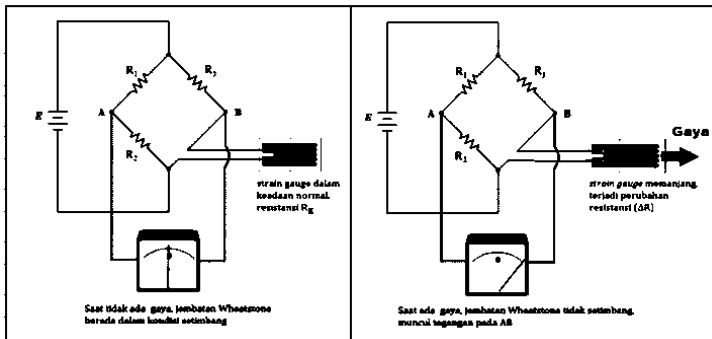 R₁
R₃
A
B
E
R₂
strain gauge dalam
keadaan normal,
resistansi Rg
Saat tidak ada gaya, jembatan Wheatstone
berada dalam kondisi setimbang
R₁
R₃
A
B
E
R₂
Gaya
strain gauge memanjang,
terjadi perubahan
resistansi (ΔR)
Saat ada gaya, jembatan Wheatstone tidak setimbang,
muncul tegangan pada AB